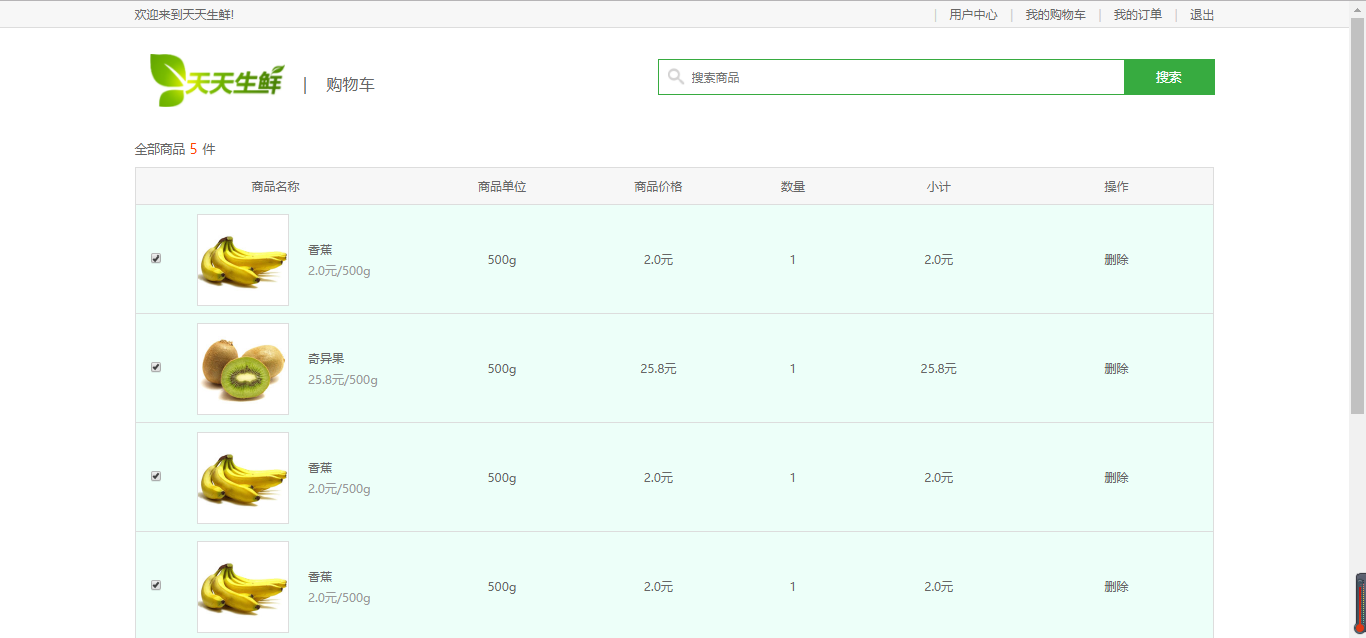 欢迎来到天天生鲜!
| 用户中心 | 我的购物车 | 我的订单 | 退出
天天生鲜 | 购物车
搜索商品 搜索
全部商品 5 件
商品名称 商品单位 商品价格 数量 小计 操作
香蕉
2.0元/500g
500g 2.0元 1 2.0元 删除
奇异果
25.8元/500g
500g 25.8元 1 25.8元 删除
香蕉
2.0元/500g
500g 2.0元 1 2.0元 删除
香蕉
2.0元/500g
500g 2.0元 1 2.0元 删除